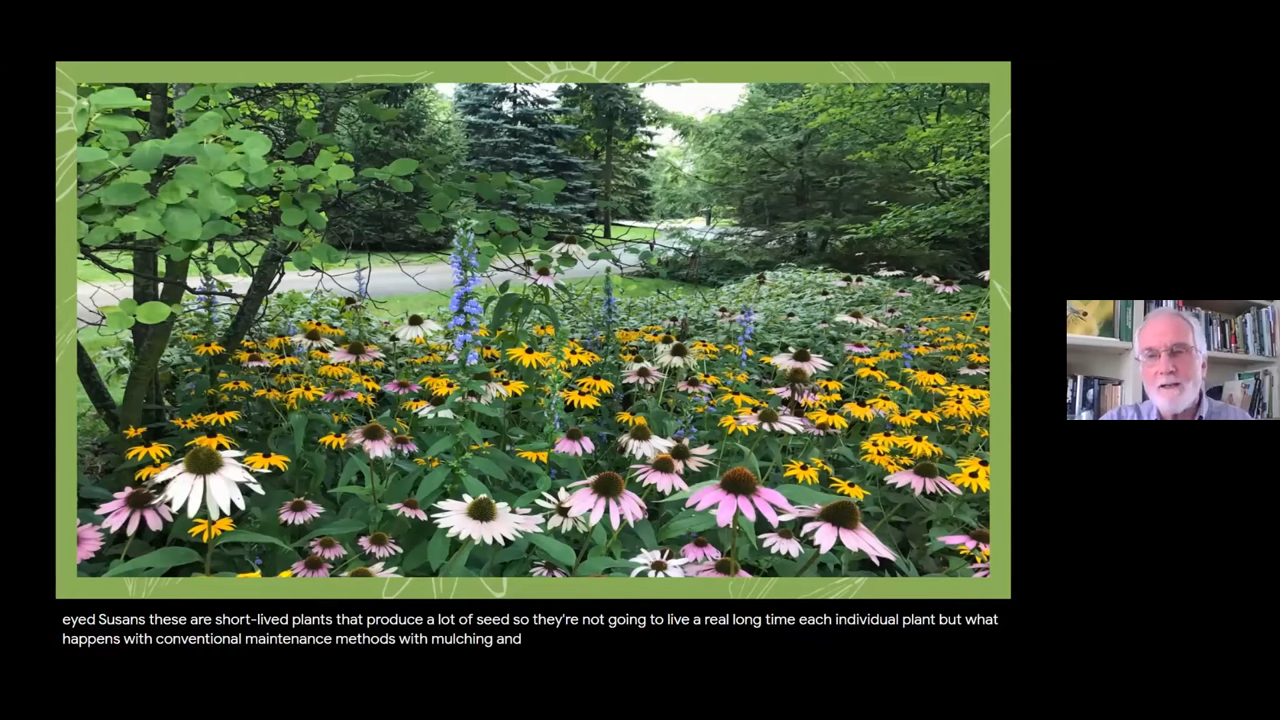 eyed Susans these are short-lived plants that produce a lot of seed so they're not going to live a real long time each individual plant but what
happens with conventional maintenance methods with mulching and